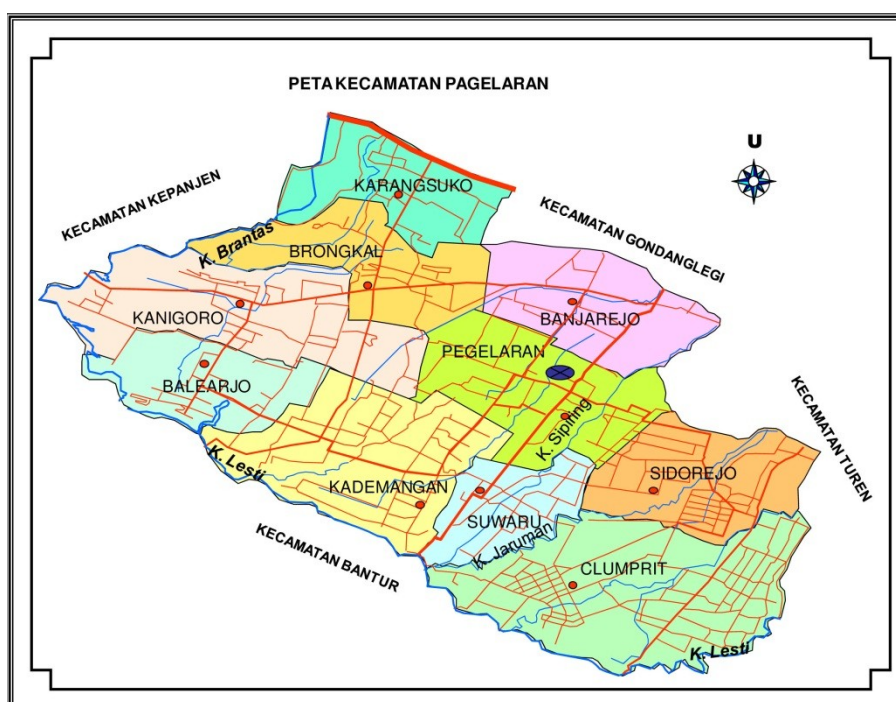 PETA KECAMATAN PAGELARAN
U
KECAMATAN KEPANJEN
KARANGSUKO
KECAMATAN GONDANGLEGI
K. Brantas
BRONGKAL
KANIGORO
BANJAREJO
PEGELARAN
BALEARJO
KECAMATAN TUREN
K. Sipiring
K. Lesti
SIDOREJO
KADEMANGAN
SUWARU
K. Jaruman
KECAMATAN BANTUR
CLUMPRIT
K. Lesti